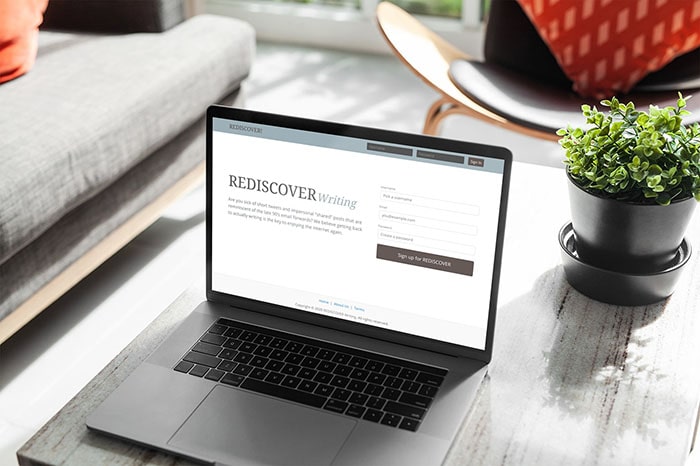 REDISCOVER!
Sign In
REDISCOVER Writing
Are you sick of short tweets and impersonal "shared" posts that are
reminiscent of the late 90's email forwards? We believe getting back
to actually writing is the key to enjoying the internet again.
Username
Pick a username
Email
you@example.com
Password
Create a password
Sign up for REDISCOVER
Home | About Us | Terms
Copyright © 2020 REDISCOVER Writing. All rights reserved.